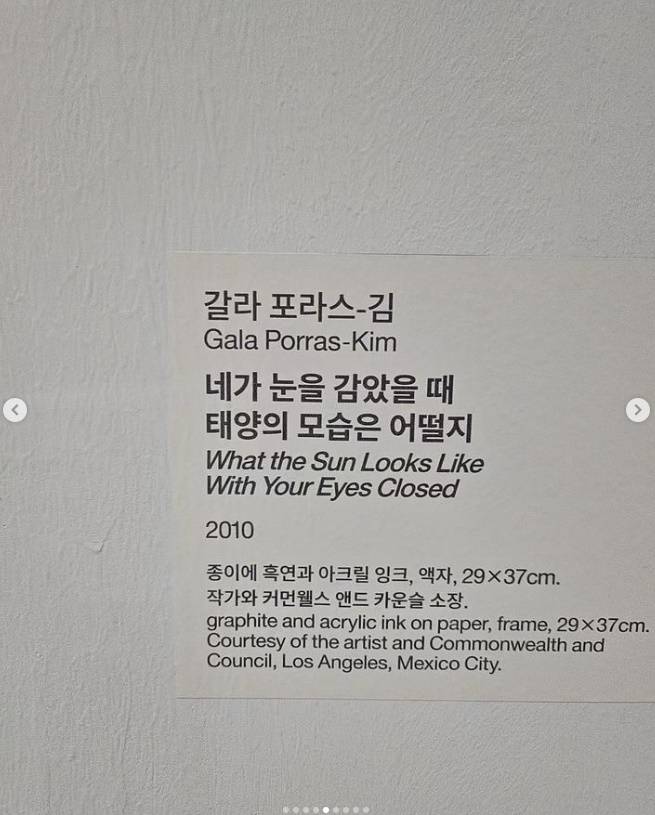 갈라 포라스-김
Gala Porras-Kim
네가 눈을 감았을 때
태양의 모습은 어떨지
What the Sun Looks Like
With Your Eyes Closed
2010
종이에 흑연과 아크릴 잉크, 액자, 29×37cm.
작가와 커먼웰스 앤드 카운슬 소장.
graphite and acrylic ink on paper, frame, 29×37cm.
Courtesy of the artist and Commonwealth and
Council, Los Angeles, Mexico City.